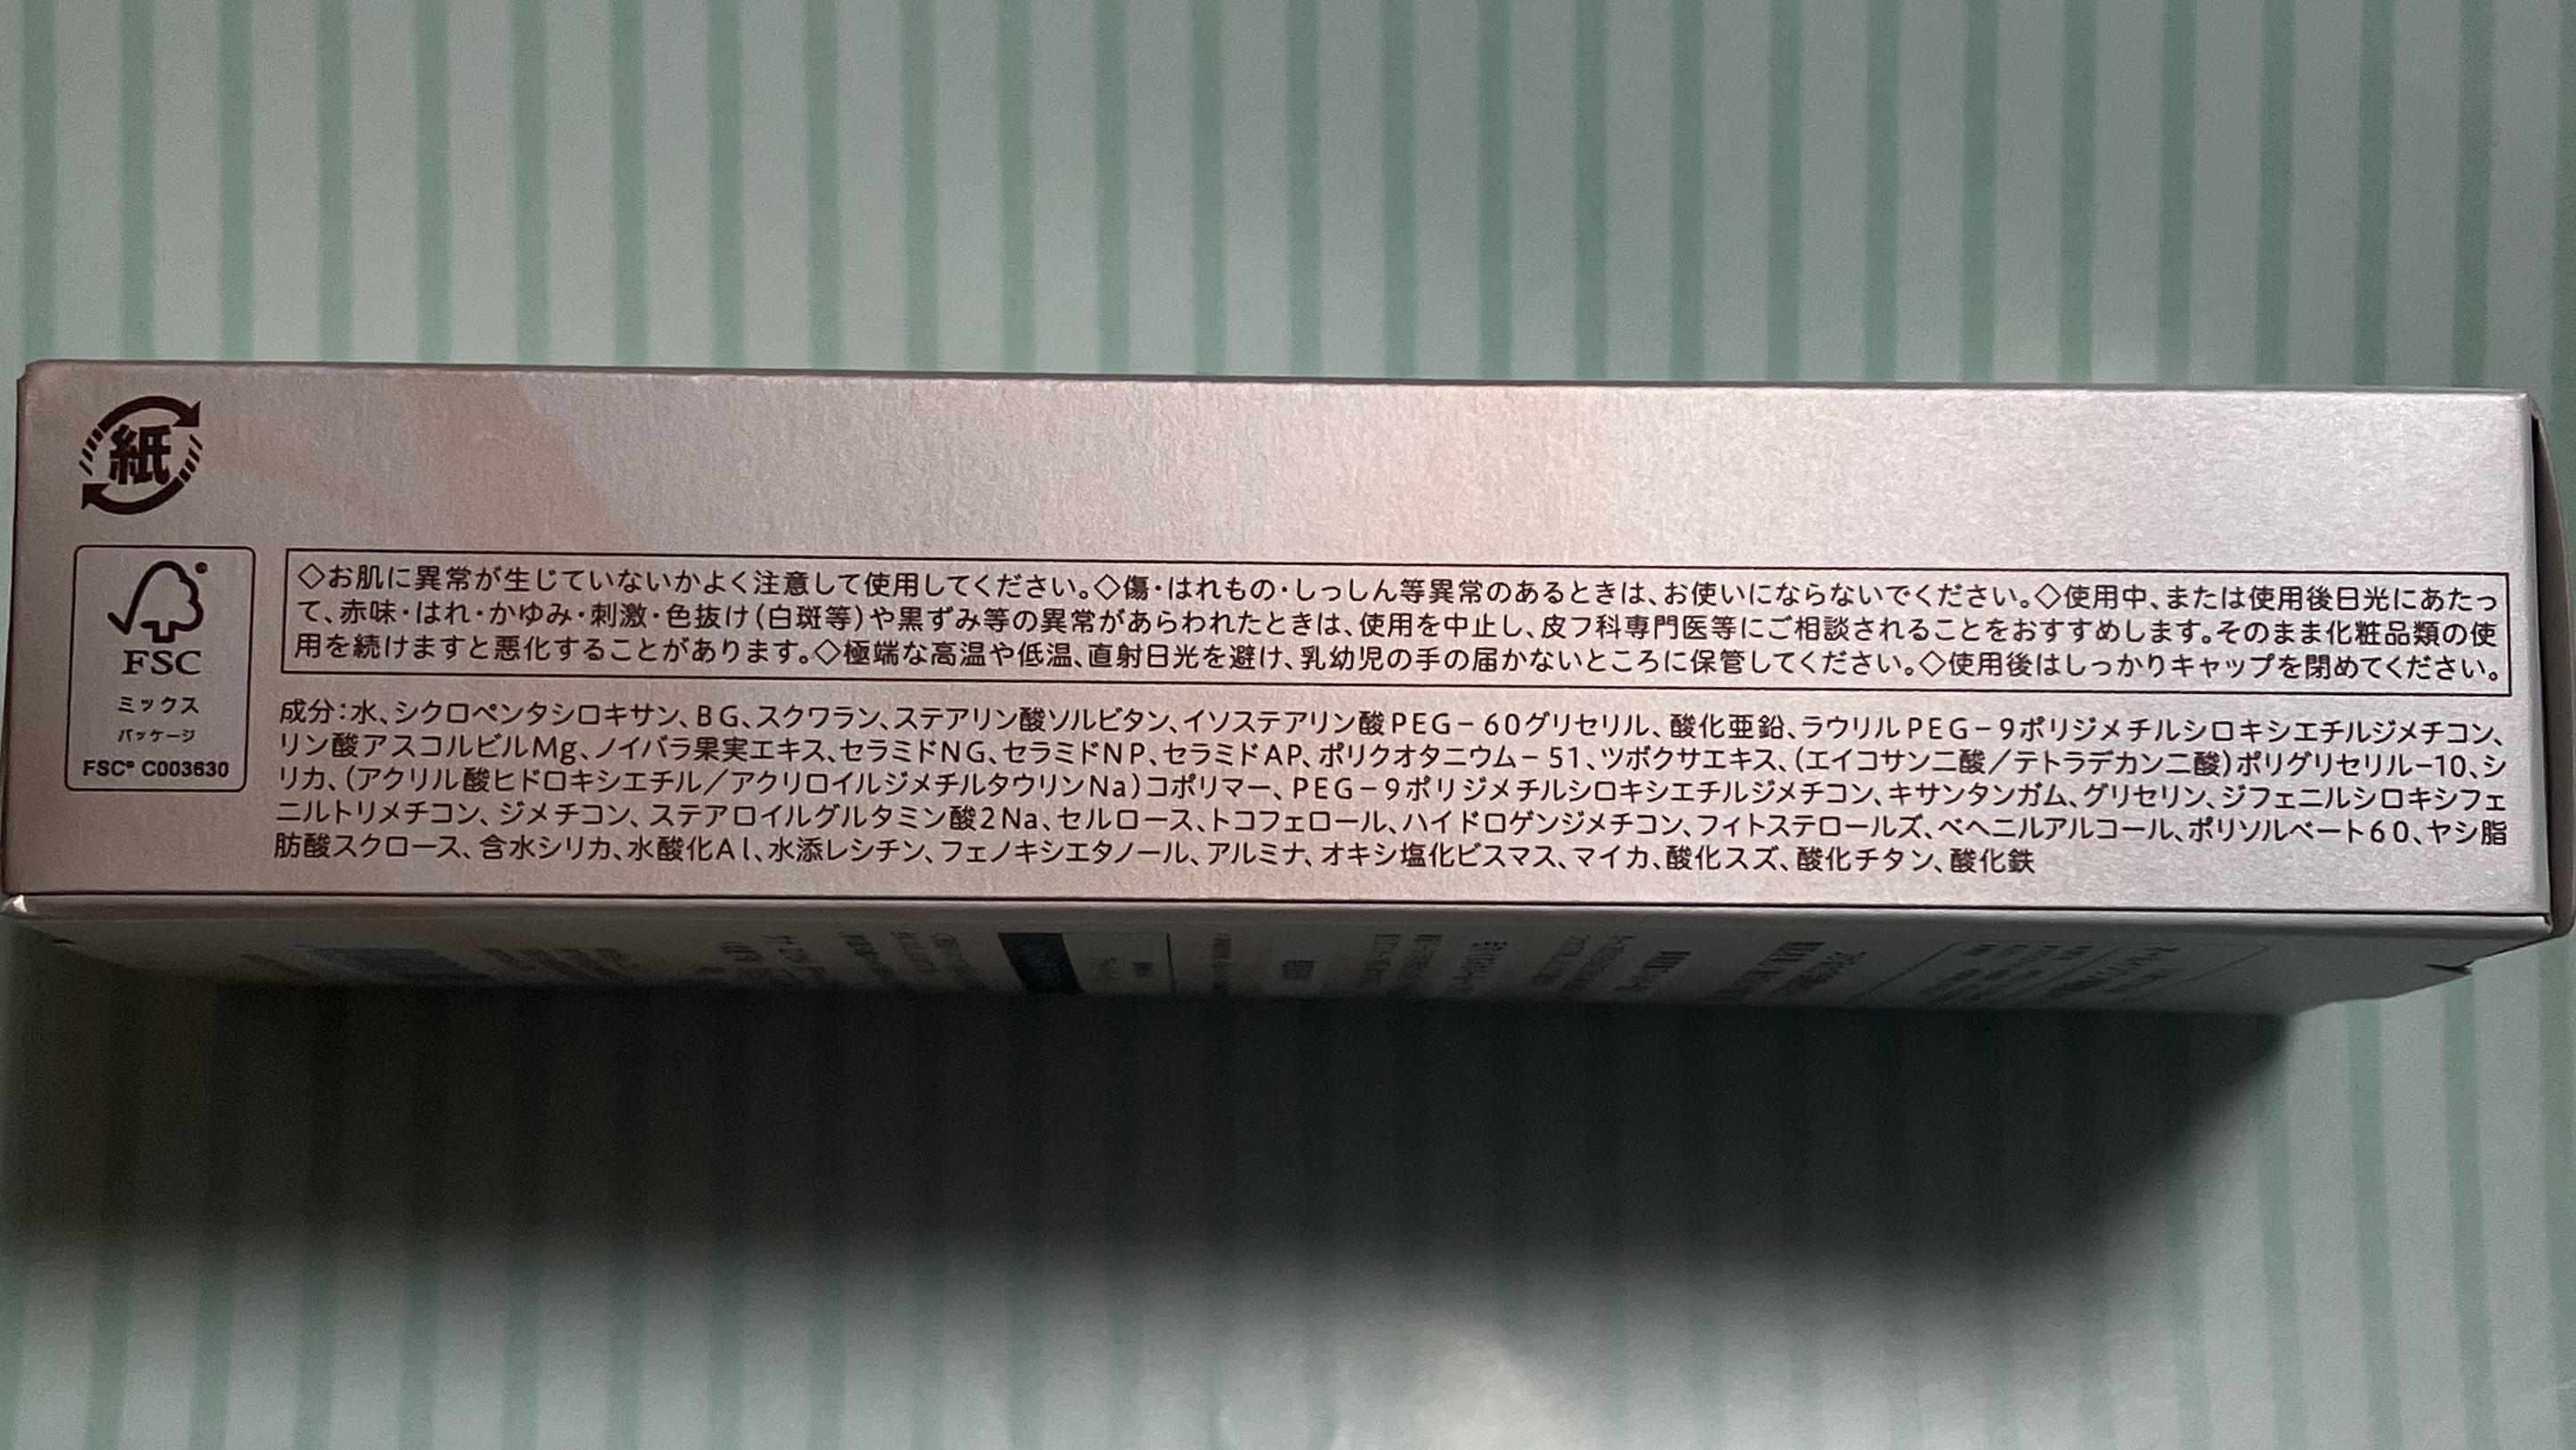 紙
FSC
ミックス
パッケージ
FSC® C003630
◇お肌に異常が生じていないかよく注意して使用してください。◇傷・はれもの・しっしん等異常のあるときは、お使いにならないでください。◇使用中、または使用後日光にあたっ
て、赤味・はれ・かゆみ・刺激・色抜け(白斑等)や黒ずみ等の異常があらわれたときは、使用を中止し、皮フ科専門医等にご相談されることをおすすめします。そのまま化粧品類の使
用を続けますと悪化することがあります。◇極端な高温や低温、直射日光を避け、乳幼児の手の届かないところに保管してください。◇使用後はしっかりキャップを閉めてください。
成分：水、シクロペンタシロキサン、BG、スクワラン、ステアリン酸ソルビタン、イソステアリン酸PEG－60グリセリル、酸化亜鉛、ラウリルPEG－9ポリジメチルシロキシエチルジメチコン、
リン酸アスコルビルMg、ノイバラ果実エキス、セラミドNG、セラミドNP、セラミドAP、ポリクオタニウム－51、ツボクサエキス、(エイコサン二酸／テトラデカン二酸)ポリグリセリル－10、シ
リカ、(アクリル酸ヒドロキシエチル／アクリロイルジメチルタウリンNa)コポリマー、PEG－9ポリジメチルシロキシエチルジメチコン、キサンタンガム、グリセリン、ジフェニルシロキシフェ
ニルトリメチコン、ジメチコン、ステアロイルグルタミン酸2Na、セルロース、トコフェロール、ハイドロゲンジメチコン、フィトステロールズ、ベヘニルアルコール、ポリソルベート60、ヤシ脂
肪酸スクロース、含水シリカ、水酸化Al、水添レシチン、フェノキシエタノール、アルミナ、オキシ塩化ビスマス、マイカ、酸化スズ、酸化チタン、酸化鉄